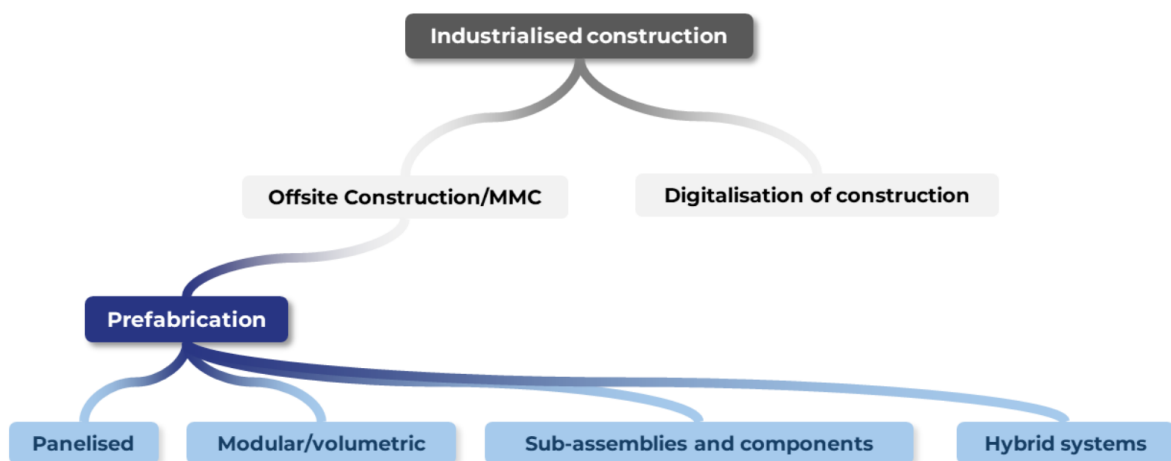 Industrialised construction
Offsite Construction/MMC
Digitalisation of construction
Prefabrication
Panelised
Modular/volumetric
Sub-assemblies and components
Hybrid systems